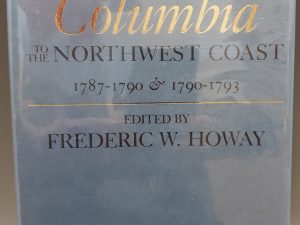 Columbia
TO THE NORTHWEST COAST
1787-1790 & 1790-1793
EDITED BY
FREDERIC W. HOWAY